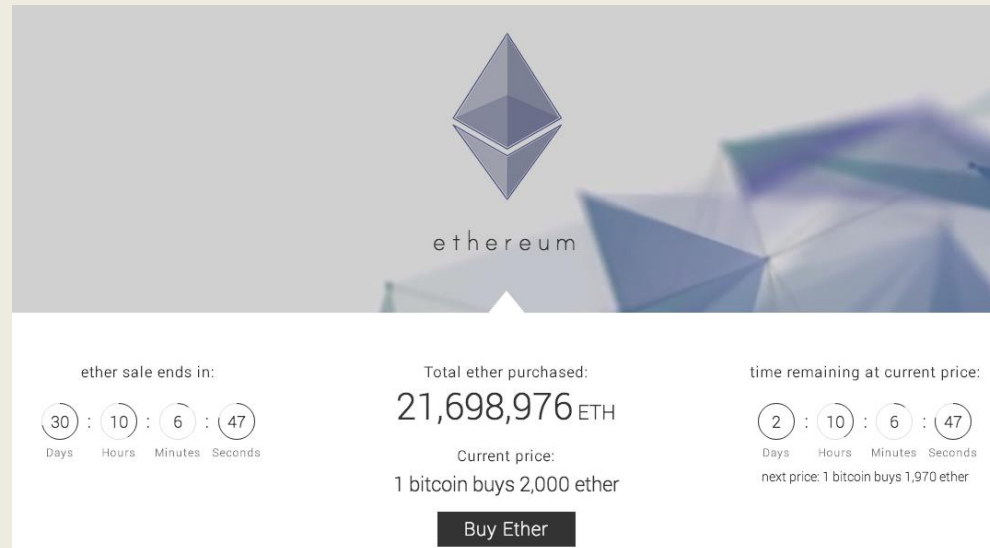 ethereum
ether sale ends in:
30 : 10 : 6 : 47
Days Hours Minutes Seconds
Total ether purchased:
21,698,976 ETH
Current price:
1 bitcoin buys 2,000 ether
Buy Ether
time remaining at current price:
2 : 10 : 6 : 47
Days Hours Minutes Seconds
next price: 1 bitcoin buys 1,970 ether